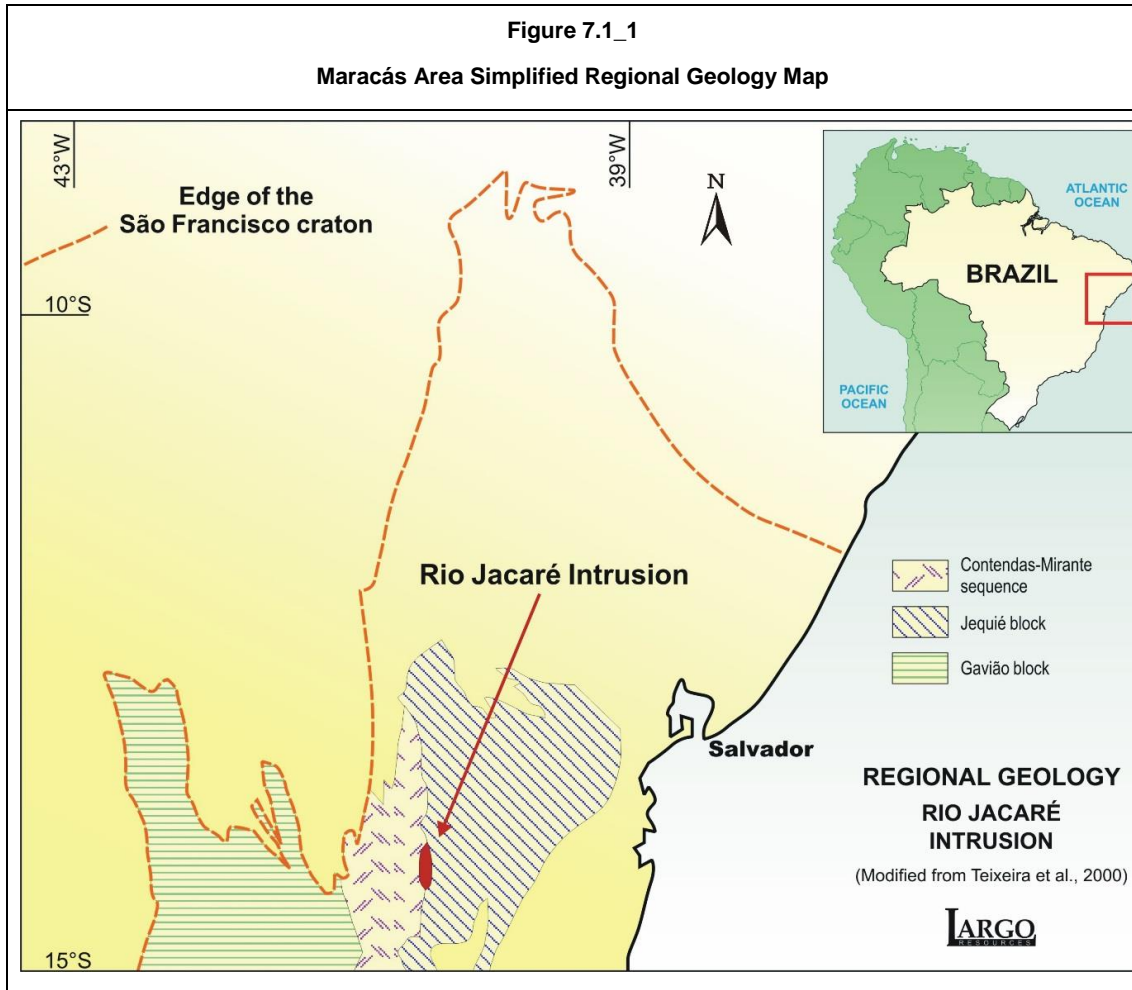 Figure 7.1_1
Maracás Area Simplified Regional Geology Map
43°W
39°W
N
Edge of the
São Francisco craton
10°S
ATLANTIC
OCEAN
BRAZIL
PACIFIC
OCEAN
Rio Jacaré Intrusion
Contendas-Mirante
sequence
Jequié block
Gavião block
Salvador
REGIONAL GEOLOGY
RIO JACARÉ
INTRUSION
(Modified from Teixeira et al., 2000)
LARGO
RESOURCES
15°S